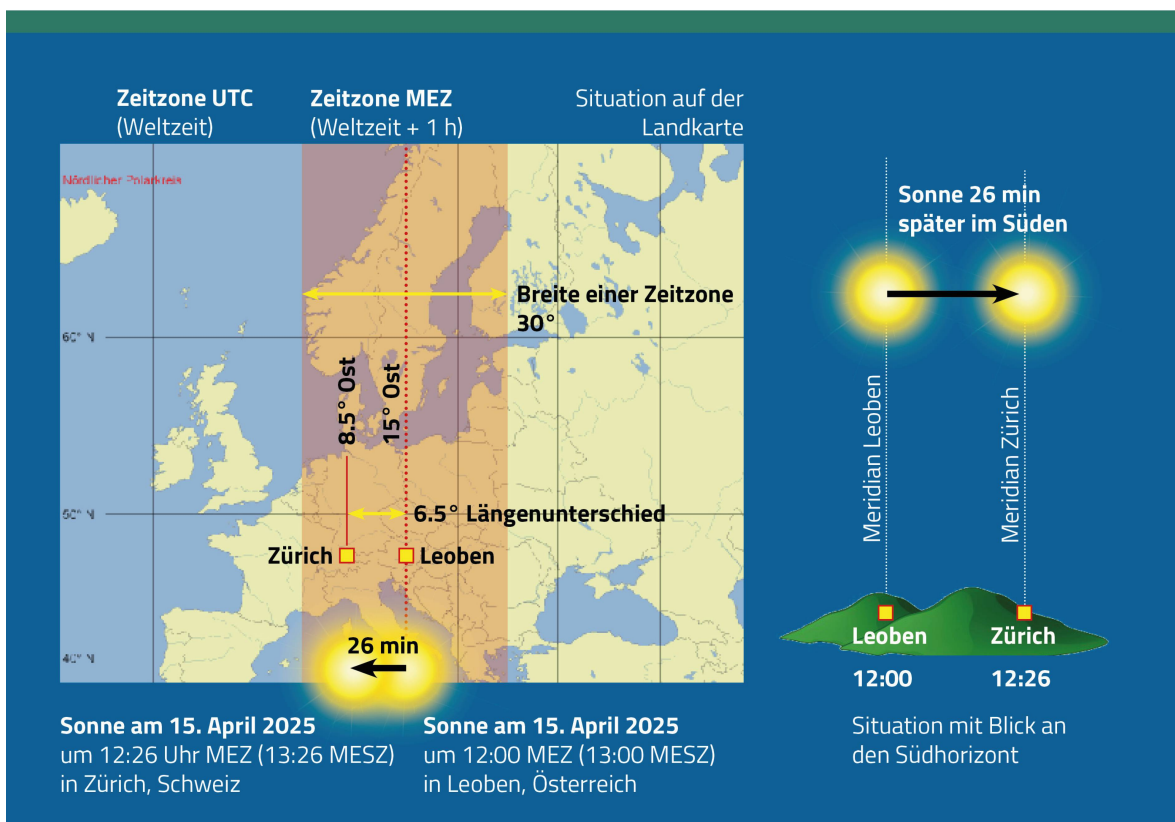 Zeitzone UTC
(Weltzeit)
Zeitzone MEZ
(Weltzeit + 1 h)
Situation auf der
Landkarte
Nördlicher Polarkreis
Breite einer Zeitzone
30°
60° N
8.5° Ost
15° Ost
50° N
6.5° Längenunterschied
Zürich
Leoben
26 min
40° N
Sonne am 15. April 2025
um 12:26 Uhr MEZ (13:26 MESZ)
in Zürich, Schweiz
Sonne am 15. April 2025
um 12:00 MEZ (13:00 MESZ)
in Leoben, Österreich
Sonne 26 min
später im Süden
Meridian Leoben
Meridian Zürich
Leoben
Zürich
12:00
12:26
Situation mit Blick an
den Südhorizont